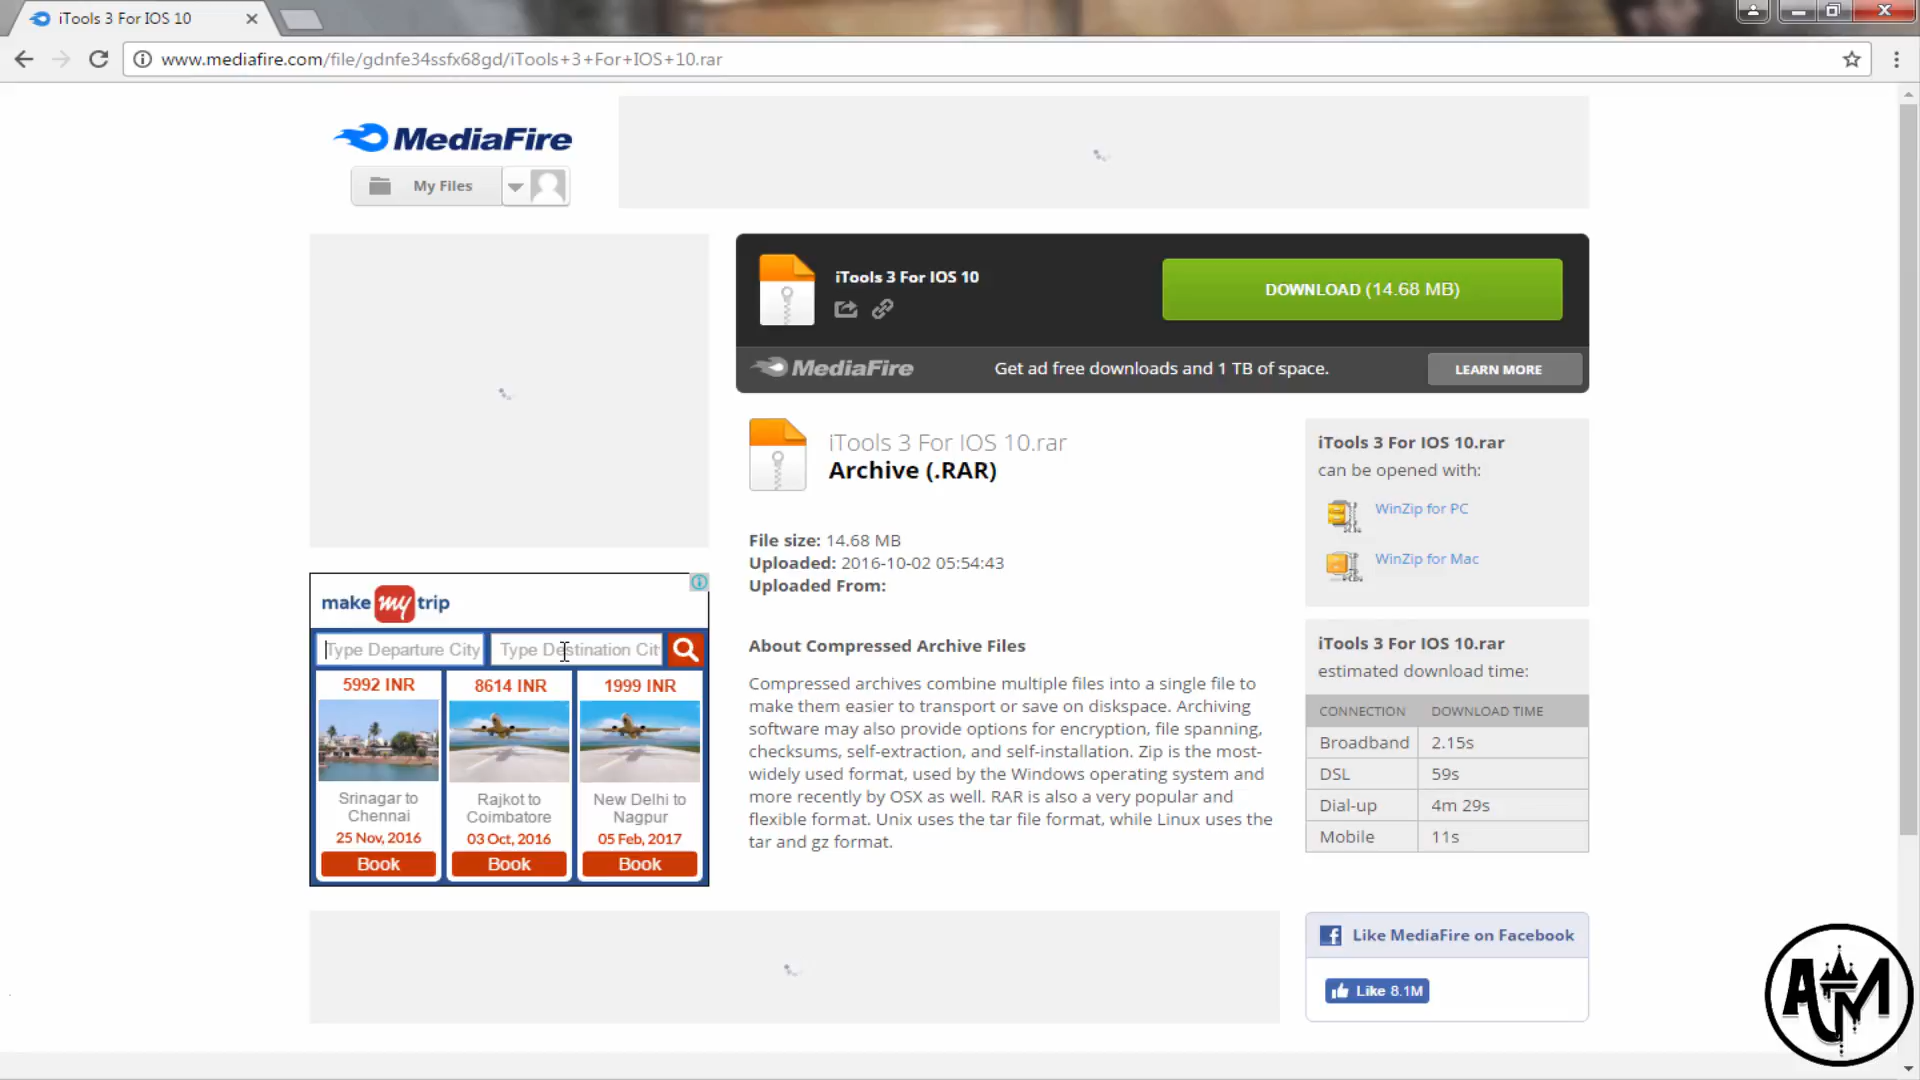 iTools 3 For IOS 10
www.mediafire.com/file/gdnfe34ssfx68gd/iTools+3+For+IOS+10.rar
MediaFire
My Files
iTools 3 For IOS 10
DOWNLOAD (14.68 MB)
MediaFire
Get ad free downloads and 1 TB of space.
LEARN MORE
iTools 3 For IOS 10.rar
Archive (.RAR)
File size: 14.68 MB
Uploaded: 2016-10-02 05:54:43
Uploaded From:
About Compressed Archive Files
Compressed archives combine multiple files into a single file to
make them easier to transport or save on diskspace. Archiving
software may also provide options for encryption, file spanning,
checksums, self-extraction, and self-installation. Zip is the most-
widely used format, used by the Windows operating system and
more recently by OSX as well. RAR is also a very popular and
flexible format. Unix uses the tar file format, while Linux uses the
tar and gz format.
iTools 3 For IOS 10.rar
can be opened with:
WinZip for PC
WinZip for Mac
iTools 3 For IOS 10.rar
estimated download time:
CONNECTION DOWNLOAD TIME
Broadband 2.15s
DSL 59s
Dial-up 4m 29s
Mobile 11s
make my trip
Type Departure City
Type Destination Cit
5992 INR
Srinagar to
Chennai
25 Nov, 2016
Book
8614 INR
Rajkot to
Coimbatore
03 Oct, 2016
Book
1999 INR
New Delhi to
Nagpur
05 Feb, 2017
Book
Like MediaFire on Facebook
Like 8.1M
AM